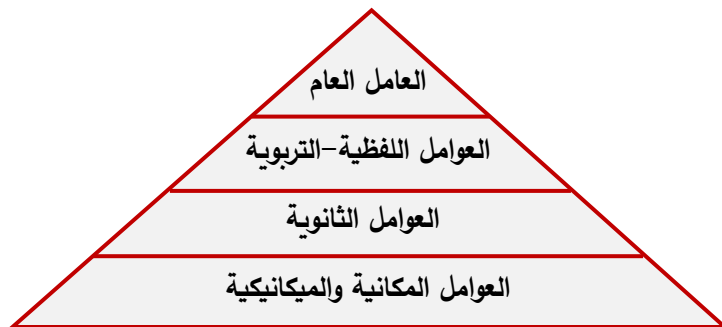 العامل العام
العوامل اللفظية-التربوية
العوامل الثانوية
العوامل المكانية والميكانيكية